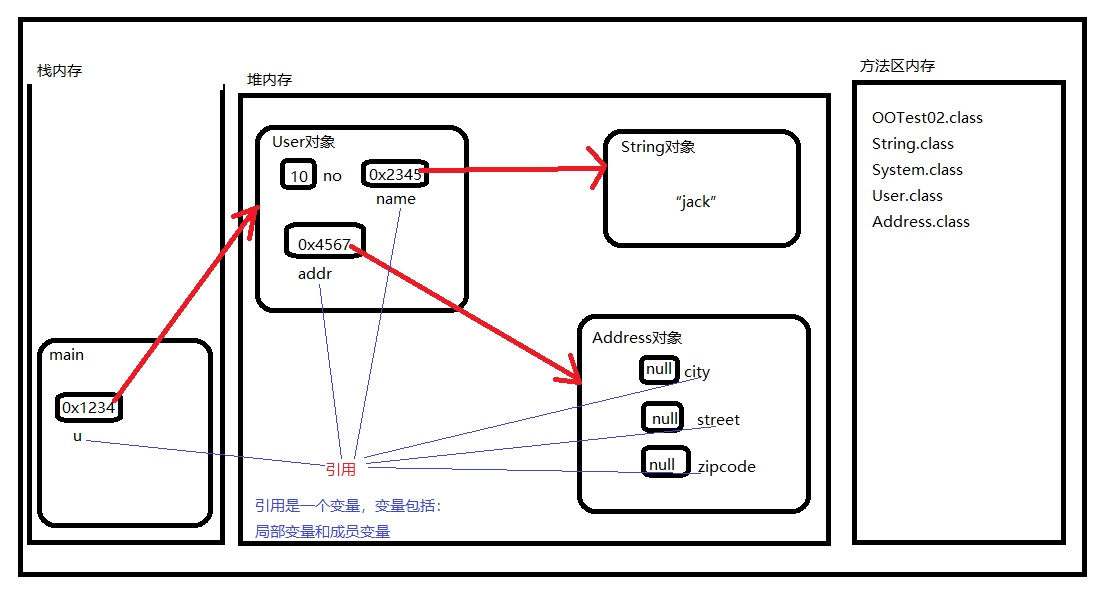 栈内存
main
0x1234
u
堆内存
User对象
10 no
0x2345
name
0x4567
addr
String对象
“jack”
Address对象
null city
null street
null zipcode
引用
引用是一个变量，变量包括：
局部变量和成员变量
方法区内存
OOTest02.class
String.class
System.class
User.class
Address.class